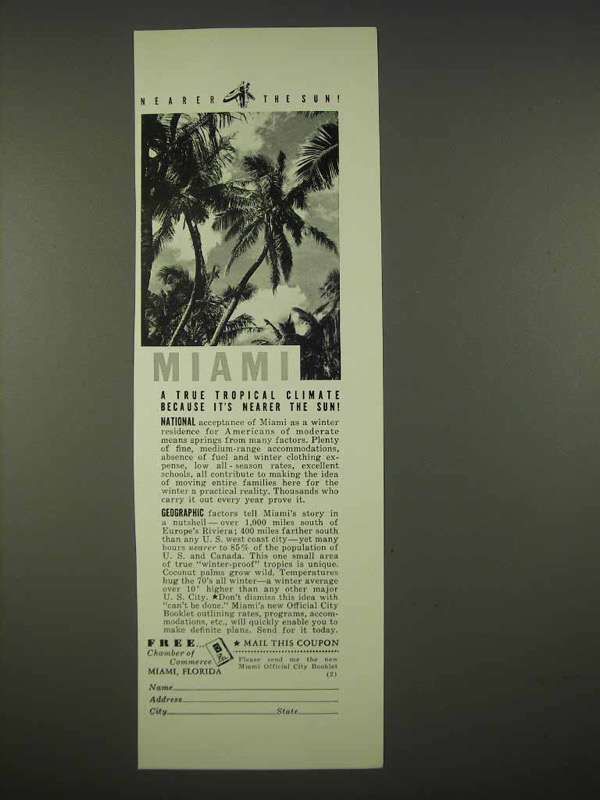 NEARER THE SUN!
MIAMI
A TRUE TROPICAL CLIMATE
BECAUSE IT'S NEARER THE SUN!
NATIONAL acceptance of Miami as a winter
residence for Americans of moderate
means springs from many factors. Plenty
of fine, medium-range accommodations,
absence of fuel and winter clothing ex-
pense, low all-season rates, excellent
schools, all contribute to making the idea
of moving entire families here for the
winter a practical reality. Thousands who
carry it out every year prove it.
GEOGRAPHIC factors tell Miami's story in
a nutshell—over 1,000 miles south of
Europe's Riviera; 400 miles farther south
than any U. S. west coast city—yet many
hours nearer to 85% of the population of
U. S. and Canada. This one small area
of true "winter-proof" tropics is unique.
Coconut palms grow wild. Temperatures
hug the 70's all winter—a winter average
over 10° higher than any other major
U. S. City. ★Don't dismiss this idea with
"can't be done." Miami's new Official City
Booklet outlining rates, programs, accom-
modations, etc., will quickly enable you to
make definite plans. Send for it today.
FREE...
Chamber of
Commerce
MIAMI, FLORIDA
★ MAIL THIS COUPON
Please send me the new
Miami Official City Booklet
(2)
Name
Address
City State